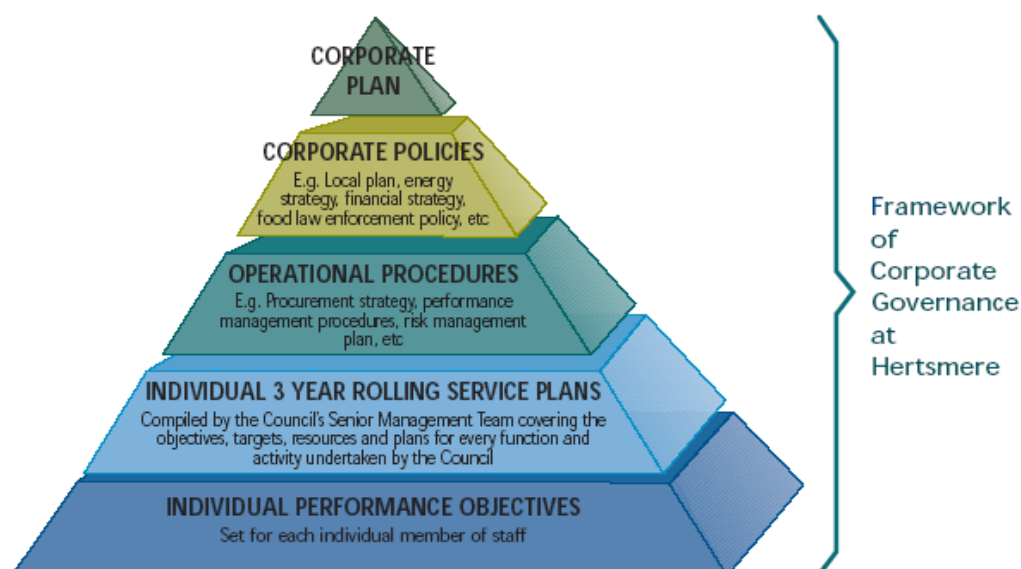 CORPORATE
PLAN
CORPORATE POLICIES
E.g. Local plan, energy
strategy, financial strategy,
food law enforcement policy, etc
OPERATIONAL PROCEDURES
E.g. Procurement strategy, performance
management procedures, risk management
plan, etc
INDIVIDUAL 3 YEAR ROLLING SERVICE PLANS
Compiled by the Council's Senior Management Team covering the
objectives, targets, resources and plans for every function and
activity undertaken by the Council
INDIVIDUAL PERFORMANCE OBJECTIVES
Set for each individual member of staff
Framework
of
Corporate
Governance
at
Hertsmere